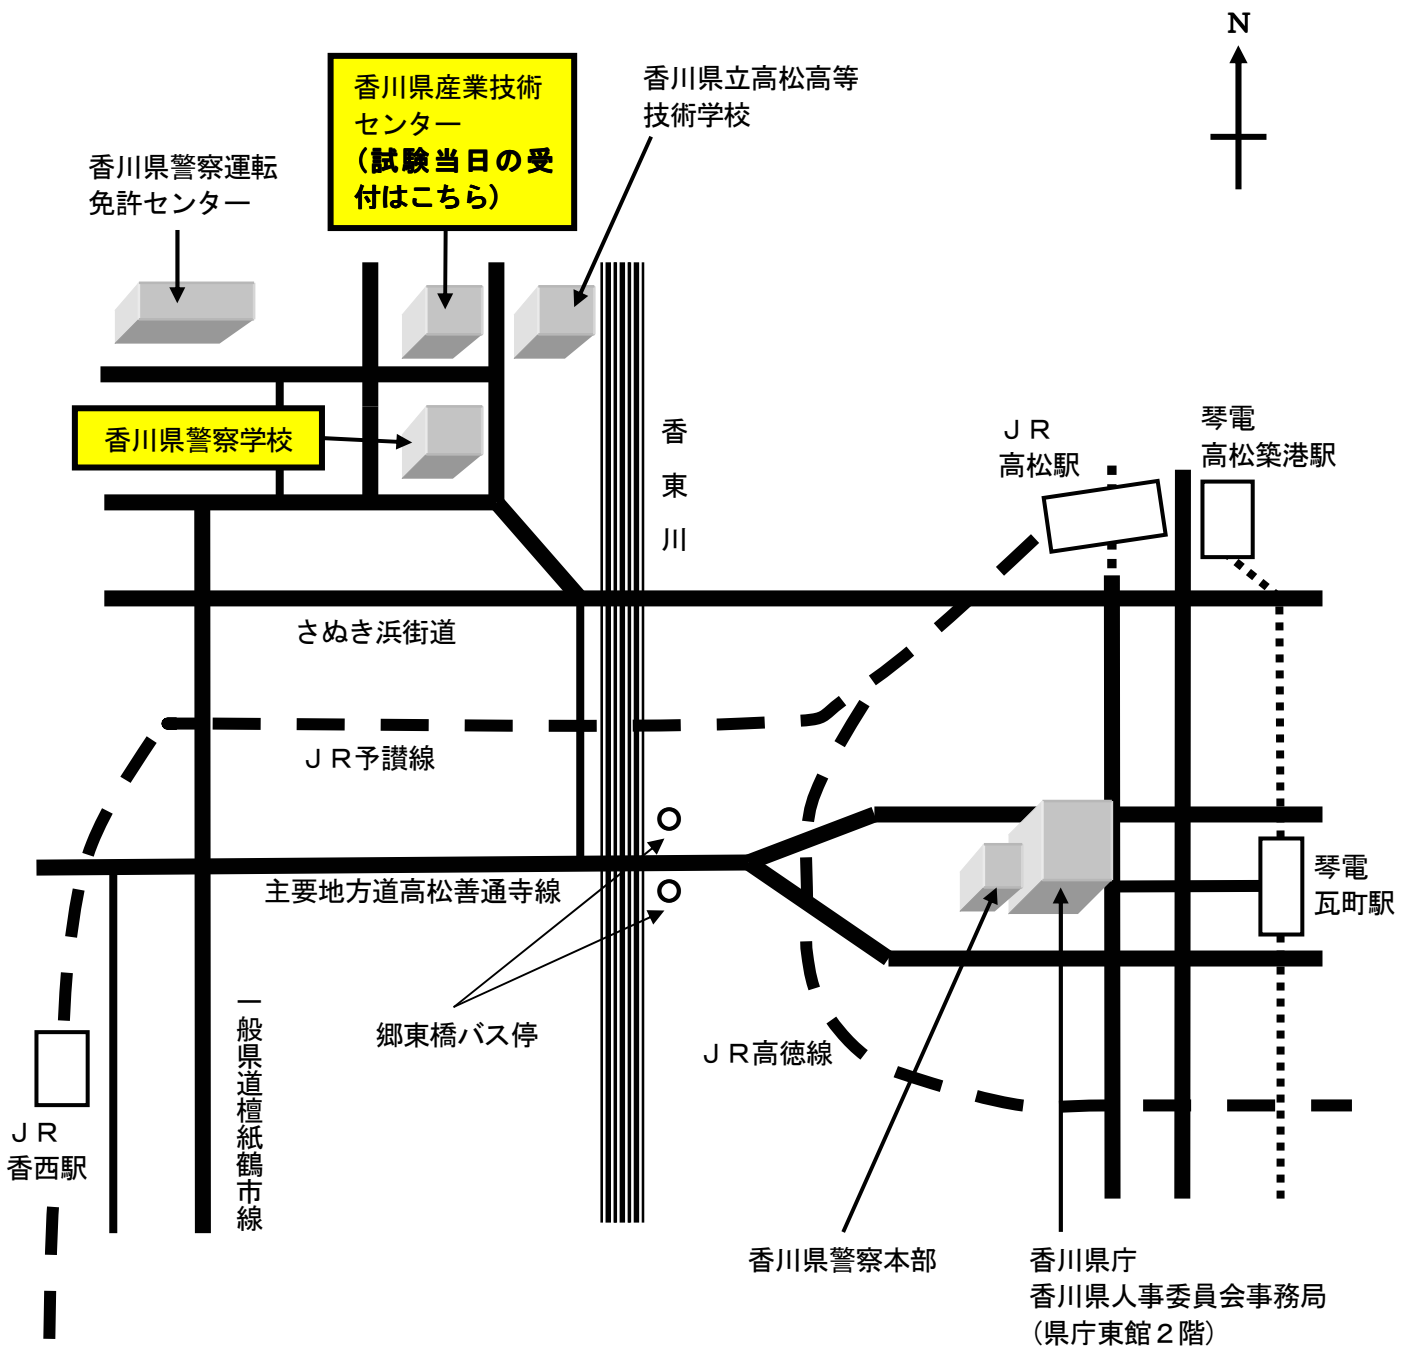 N
香川県産業技術
センター
（試験当日の受
付はこちら）
香川県立高松高等
技術学校
香川県警察運転
免許センター
香川県警察学校
香東川
ＪＲ
高松駅
琴電
高松築港駅
さぬき浜街道
ＪＲ予讃線
主要地方道高松善通寺線
琴電
瓦町駅
一般県道檀紙鶴市線
郷東橋バス停
ＪＲ高徳線
ＪＲ
香西駅
香川県警察本部
香川県庁
香川県人事委員会事務局
（県庁東館２階）